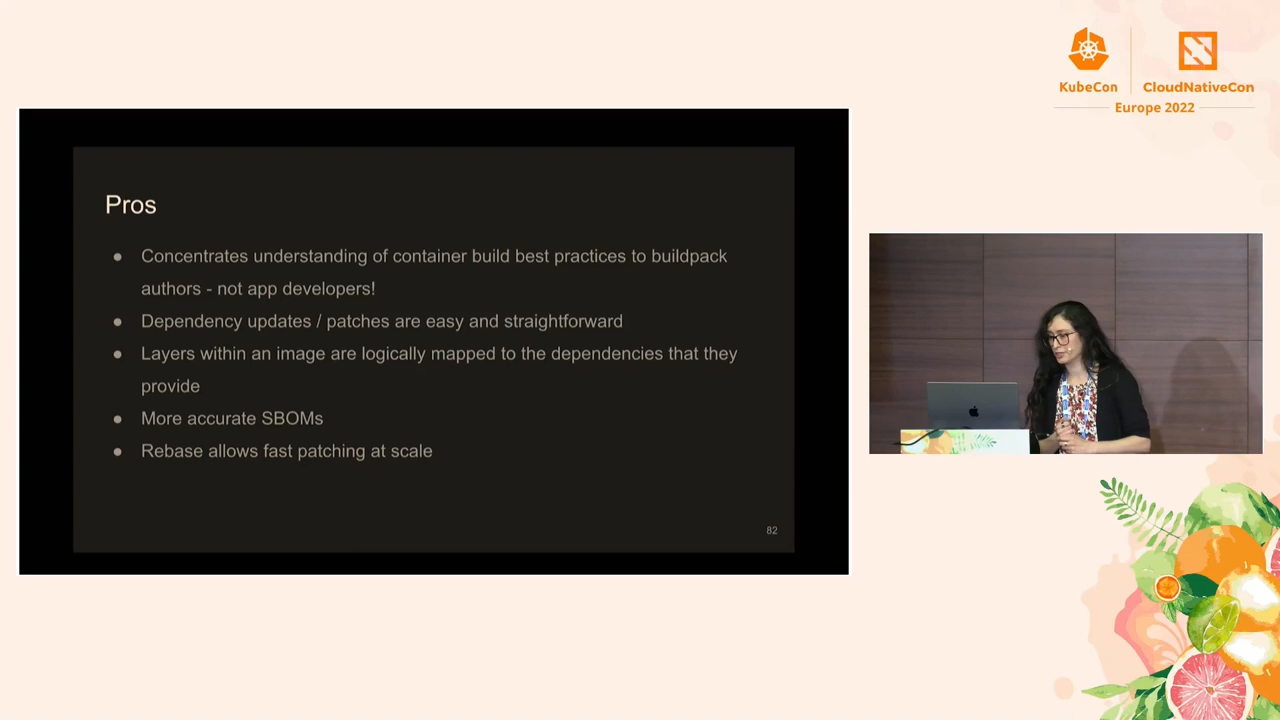 KubeCon
CloudNativeCon
Europe 2022
Pros
● Concentrates understanding of container build best practices to buildpack
authors - not app developers!
● Dependency updates / patches are easy and straightforward
● Layers within an image are logically mapped to the dependencies that they
provide
● More accurate SBOMs
● Rebase allows fast patching at scale
82